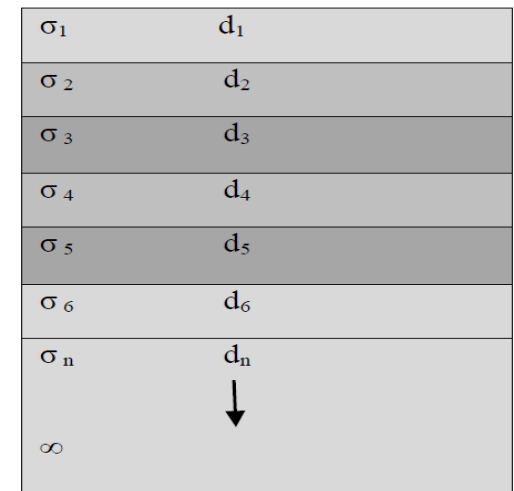 σ₁ d₁
σ ₂ d₂
σ ₃ d₃
σ ₄ d₄
σ ₅ d₅
σ ₆ d₆
σ ₙ dₙ
∞